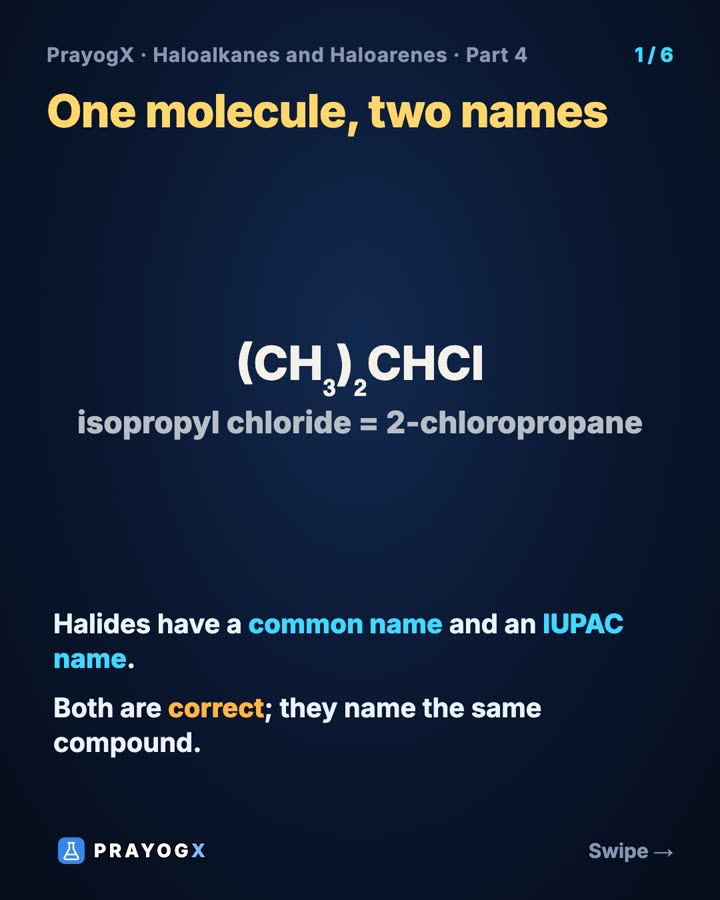 PrayogX · Haloalkanes and Haloarenes · Part 4
1 / 6
One molecule, two names
(CH₃)₂CHCl
isopropyl chloride = 2-chloropropane
Halides have a common name and an IUPAC
name.
Both are correct; they name the same
compound.
PRAYOGX
Swipe →